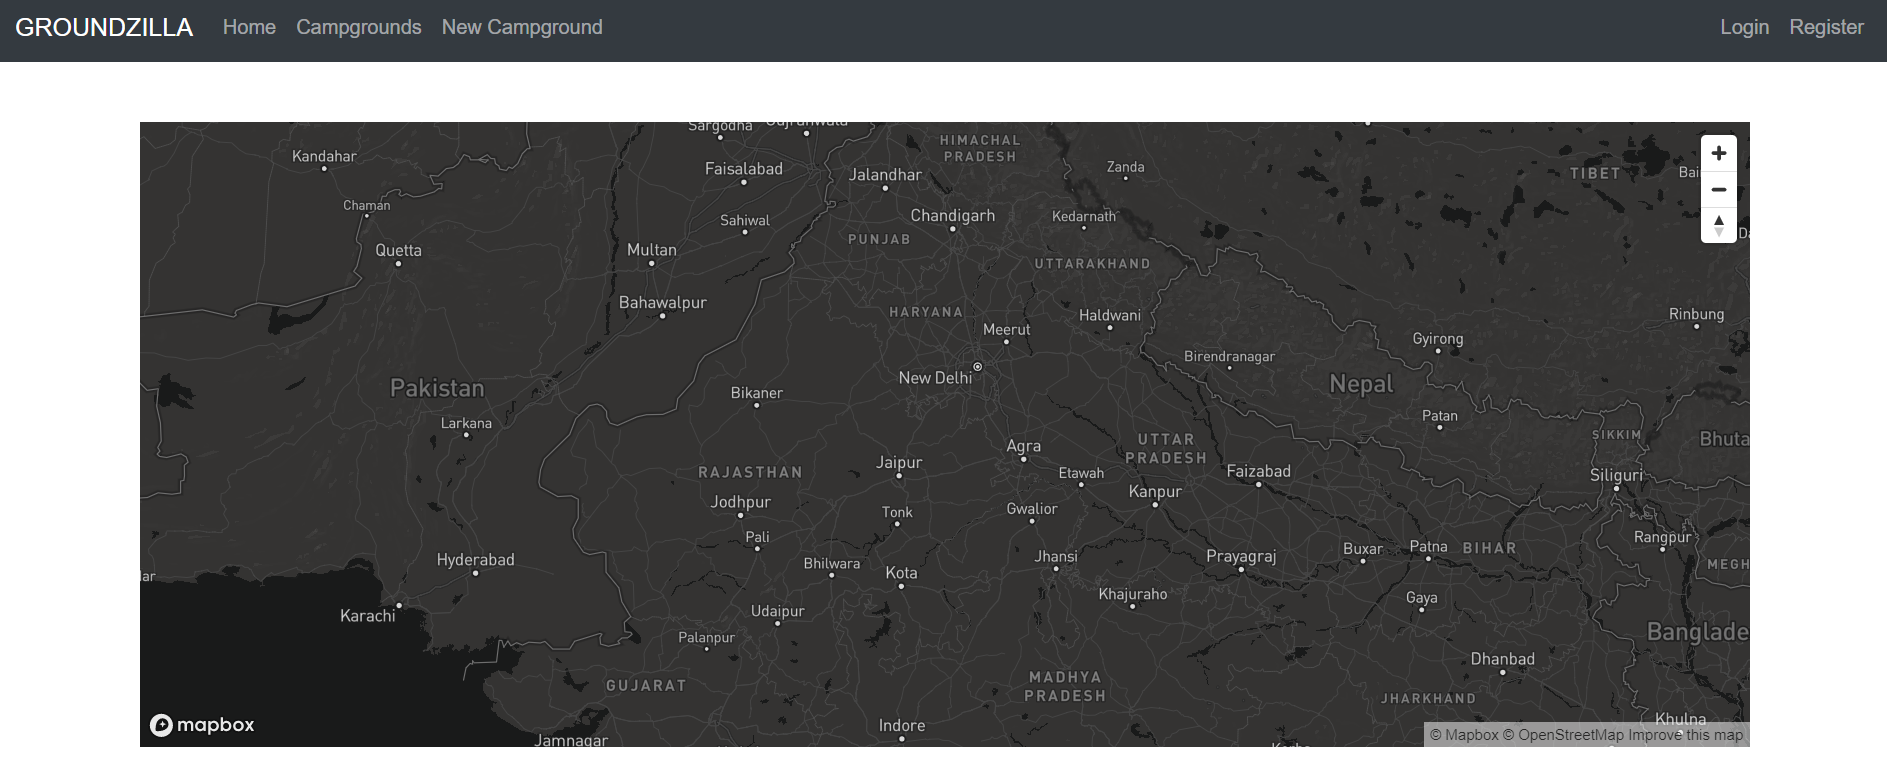 GROUNDZILLA Home Campgrounds New Campground Login Register
Sargodha
Gujranwala
HIMACHAL
PRADESH
Kandahar
Faisalabad
Jalandhar
Zanda
TIBET
Chaman
Sahiwal
Chandigarh
Kedarnath
PUNJAB
Quetta
Multan
UTTARAKHAND
Bahawalpur
HARYANA
Haldwani
Rinbung
Meerut
Gyirong
Birendranagar
New Delhi
Pakistan
Nepal
Bikaner
Larkana
Patan
Agra
UTTAR
PRADESH
SIKKIM
Bhuta
Jaipur
RAJASTHAN
Etawah
Faizabad
Siliguri
Kanpur
Jodhpur
Tonk
Gwalior
Pali
Rangpur
Hyderabad
Bhilwara
Kota
Jhansi
Prayagraj
Buxar
Patna
BIHAR
MEGH
Khajuraho
Gaya
Karachi
Udaipur
Palanpur
Banglade
Dhanbad
GUJARAT
MADHYA
PRADESH
JHARKHAND
mapbox
Indore
Khulna
Jamnagar
© Mapbox © OpenStreetMap Improve this map